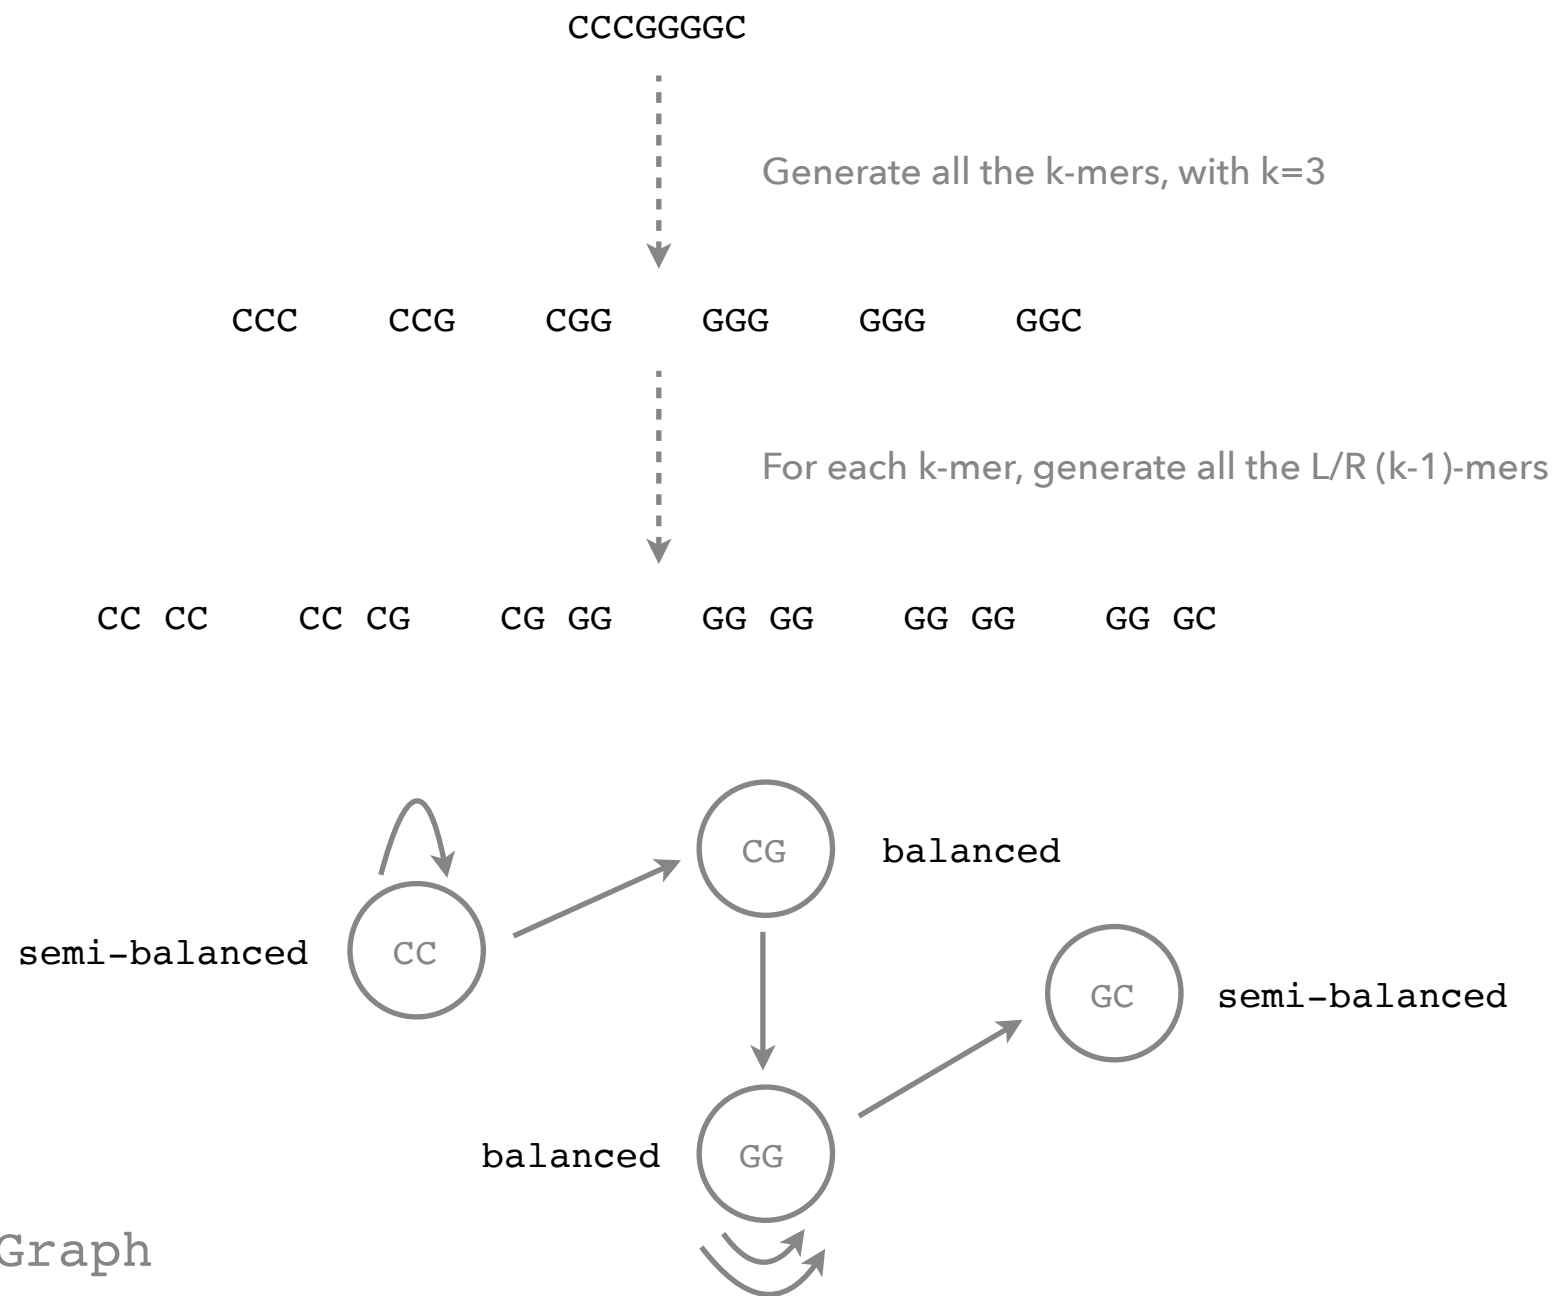 CCCGGGGC
Generate all the k-mers, with k=3
CCC CCG CGG GGG GGG GGC
For each k-mer, generate all the L/R (k-1)-mers
CC CC CC CG CG GG GG GG GG GG GG GC
CG balanced
semi-balanced CC
GC semi-balanced
balanced GG
Graph